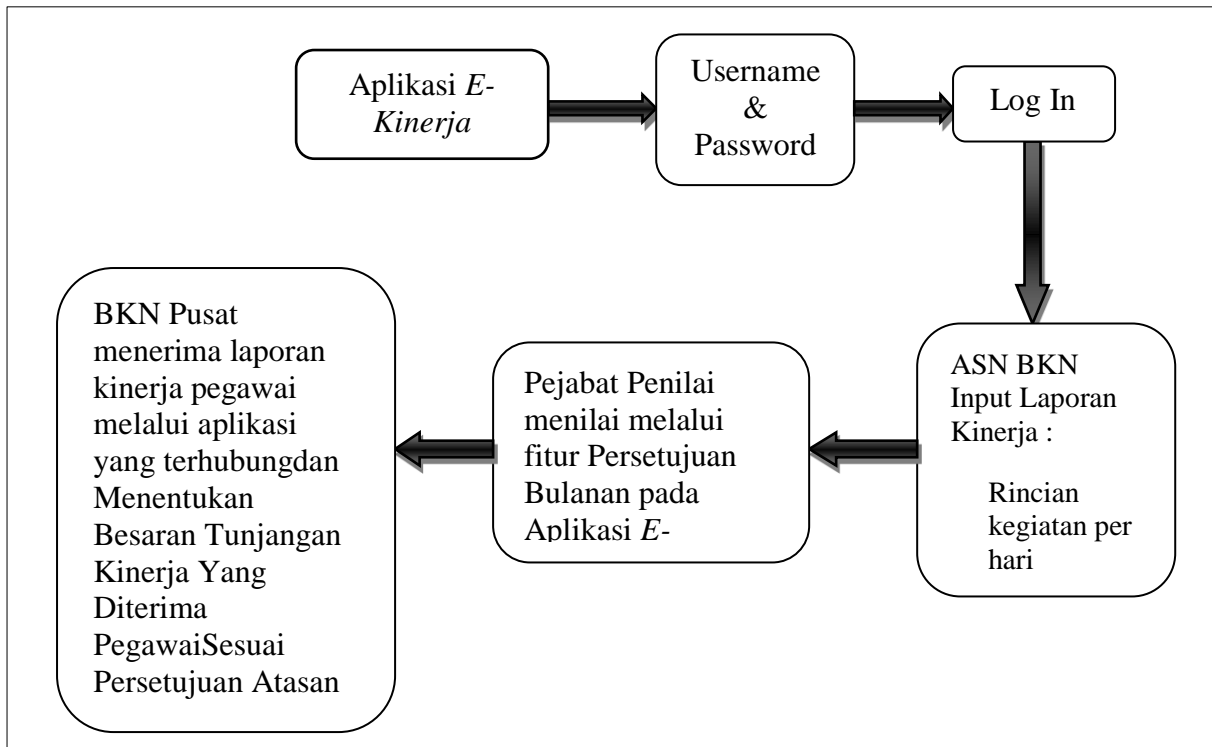 Aplikasi E-
Kinerja
Username
&
Password
Log In
ASN BKN
Input Laporan
Kinerja :
Rincian
kegiatan per
hari
Pejabat Penilai
menilai melalui
fitur Persetujuan
Bulanan pada
Aplikasi E-
BKN Pusat
menerima laporan
kinerja pegawai
melalui aplikasi
yang terhubungdan
Menentukan
Besaran Tunjangan
Kinerja Yang
Diterima
PegawaiSesuai
Persetujuan Atasan